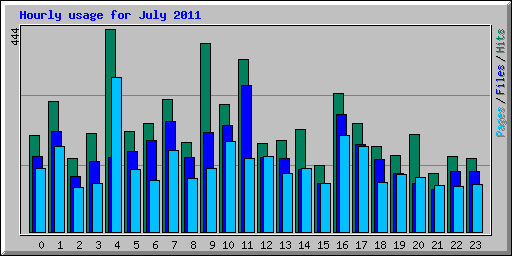 Hourly usage for July 2011
444
Pages / Files / Hits
0 1 2 3 4 5 6 7 8 9 10 11 12 13 14 15 16 17 18 19 20 21 22 23